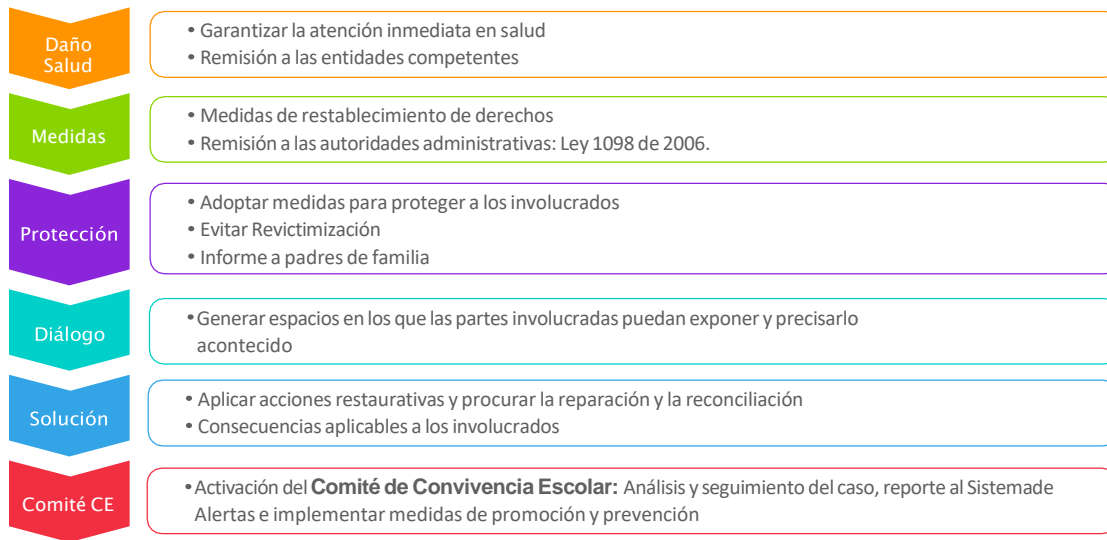 Daño
Salud
• Garantizar la atención inmediata en salud
• Remisión a las entidades competentes
Medidas
• Medidas de restablecimiento de derechos
• Remisión a las autoridades administrativas: Ley 1098 de 2006.
Protección
• Adoptar medidas para proteger a los involucrados
• Evitar Revictimización
• Informe a padres de familia
Diálogo
• Generar espacios en los que las partes involucradas puedan exponer y precisarlo
acontecido
Solución
• Aplicar acciones restaurativas y procurar la reparación y la reconciliación
• Consecuencias aplicables a los involucrados
Comité CE
• Activación del Comité de Convivencia Escolar: Análisis y seguimiento del caso, reporte al Sistemade
Alertas e implementar medidas de promoción y prevención